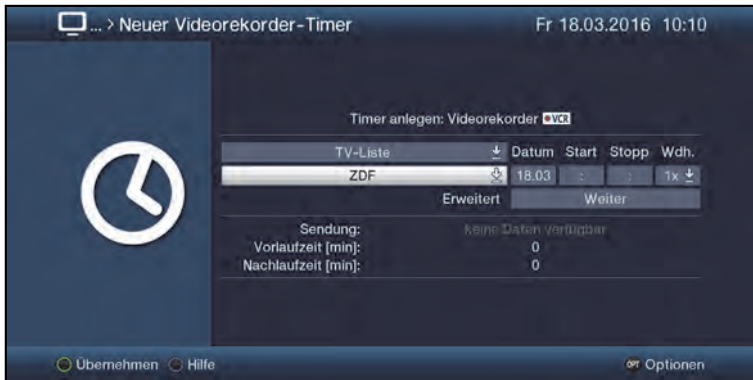 ... > Neuer Videorekorder-Timer Fr 18.03.2016 10:10
Timer anlegen: Videorekorder VCR
TV-Liste Datum Start Stopp Wdh.
ZDF 18.03 : : 1x
Erweitert Weiter
Sendung: Keine Daten verfügbar
Vorlaufzeit [min]: 0
Nachlaufzeit [min]: 0
Übernehmen Hilfe OPT Optionen